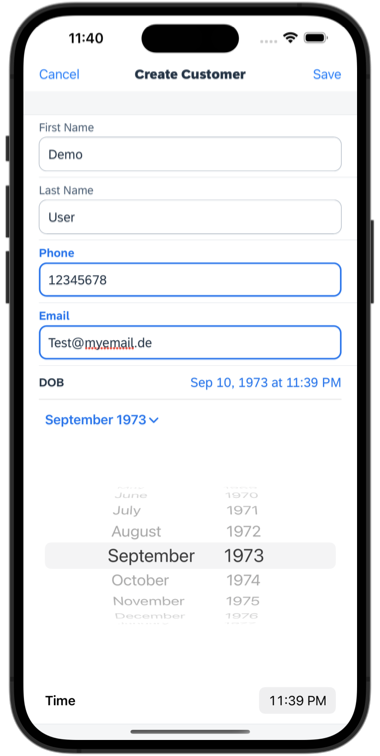 11:40
Cancel Create Customer Save
First Name
Demo
Last Name
User
Phone
12345678
Email
Test@myemail.de
DOB Sep 10, 1973 at 11:39 PM
September 1973
June 1970
July 1971
August 1972
September 1973
October 1974
November 1975
December 1976
Time 11:39 PM